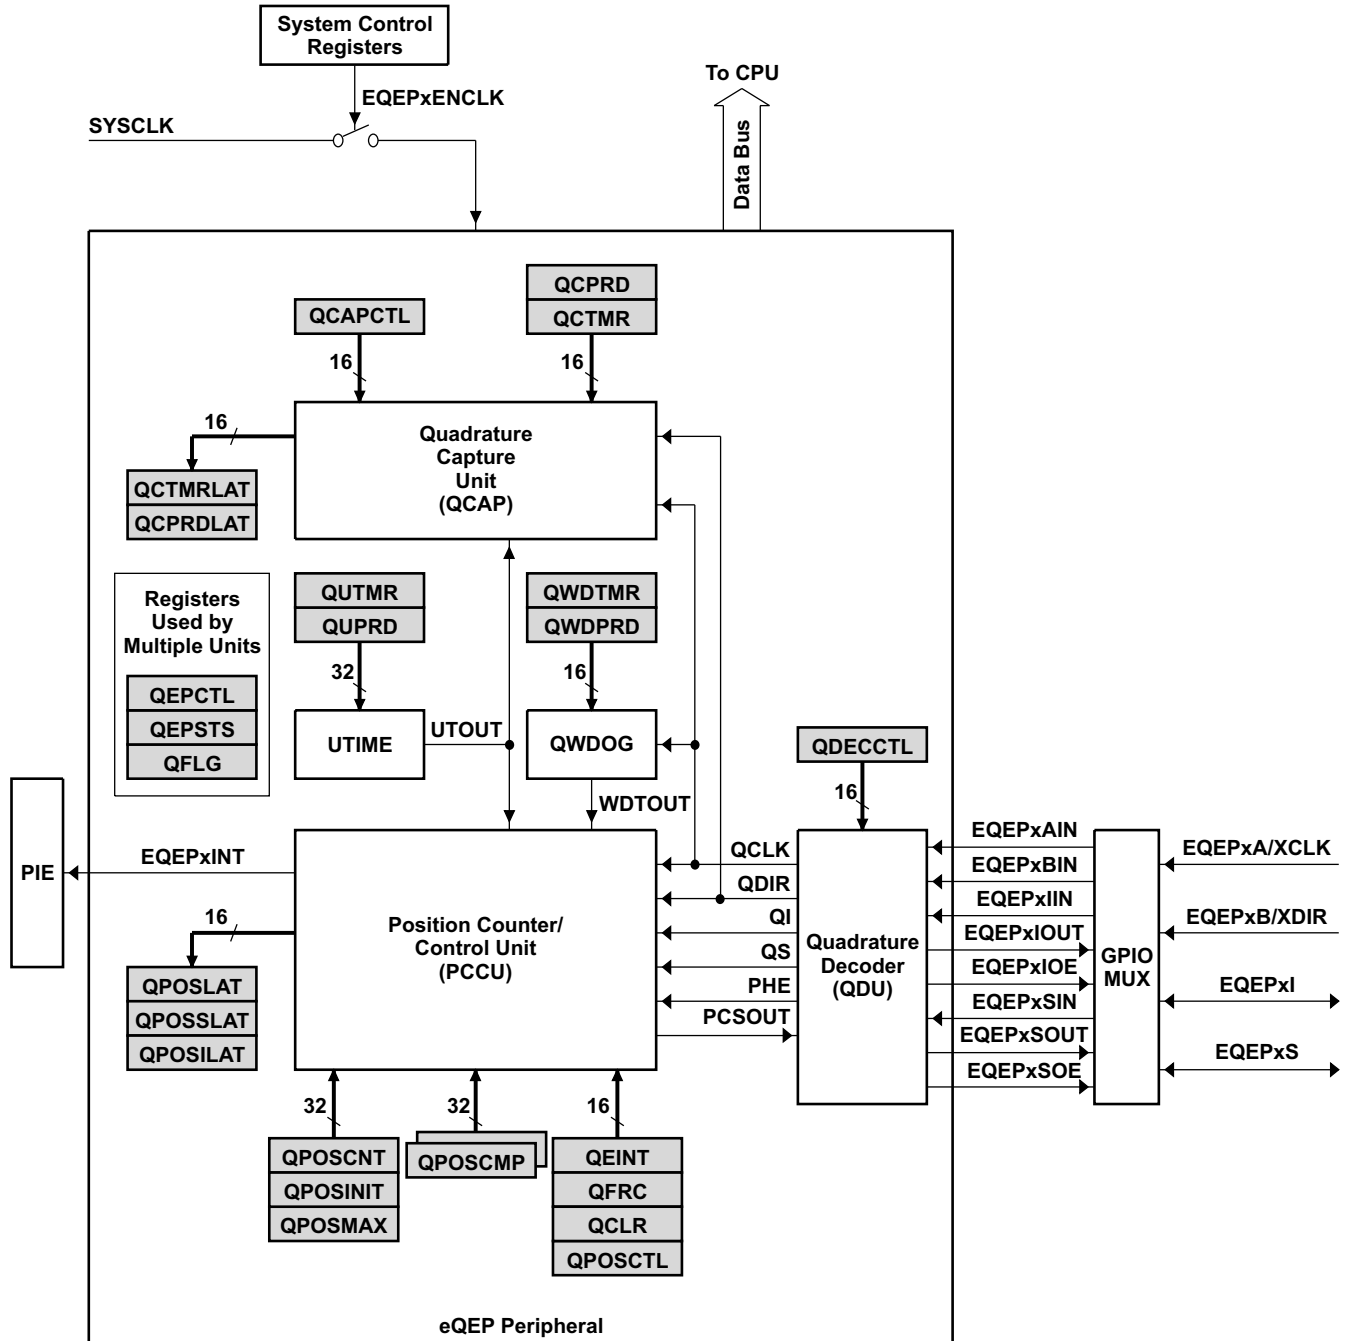 System Control
Registers
To CPU
EQEPxENCLK
SYSCLK
Data Bus
QCPRD
QCAPCTL
QCTMR
16
16
16
Quadrature
Capture
Unit
(QCAP)
QCTMRLAT
QCPRDLAT
Registers
Used by
Multiple Units
QEPCTL
QEPSTS
QFLG
QUTMR
QUPRD
32
UTIME
UTOUT
QWDTMR
QWDPRD
16
QWDOG
WDTOUT
QDECCTL
16
PIE
EQEPxINT
16
QPOSLAT
QPOSSLAT
QPOSILAT
Position Counter/
Control Unit
(PCCU)
QCLK
QDIR
QI
QS
PHE
PCSOUT
Quadrature
Decoder
(QDU)
EQEPxAIN
EQEPxBIN
EQEPxIIN
EQEPxIOUT
EQEPxIOE
EQEPxSIN
EQEPxSOUT
EQEPxSOE
GPIO
MUX
EQEPxA/XCLK
EQEPxB/XDIR
EQEPxI
EQEPxS
32
32
16
QPOSCNT
QPOSINIT
QPOSMAX
QPOSCMP
QEINT
QFRC
QCLR
QPOSCTL
eQEP Peripheral